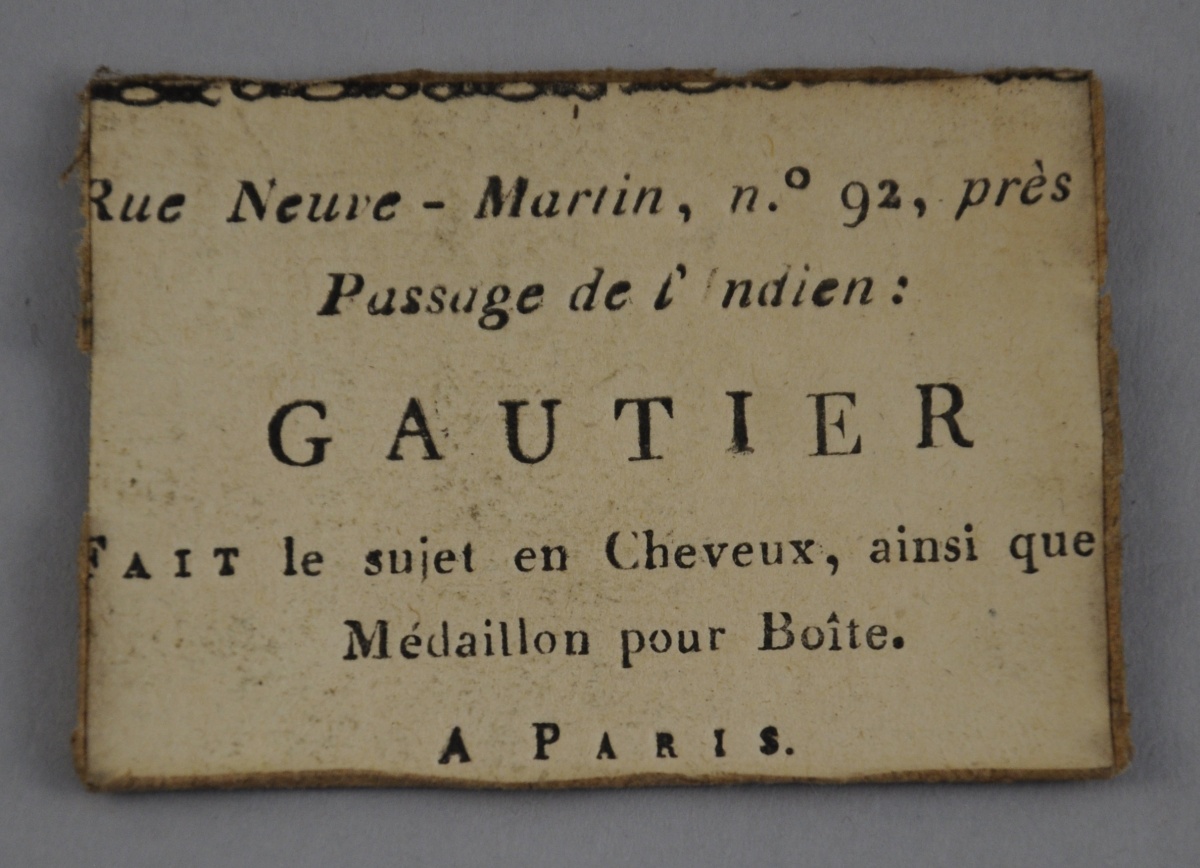 Rue Neuve - Martin, n.º 92, près
Passage de l'Indien :
GAUTIER
FAIT le sujet en Cheveux, ainsi que
Médaillon pour Boîte.
A PARIS.